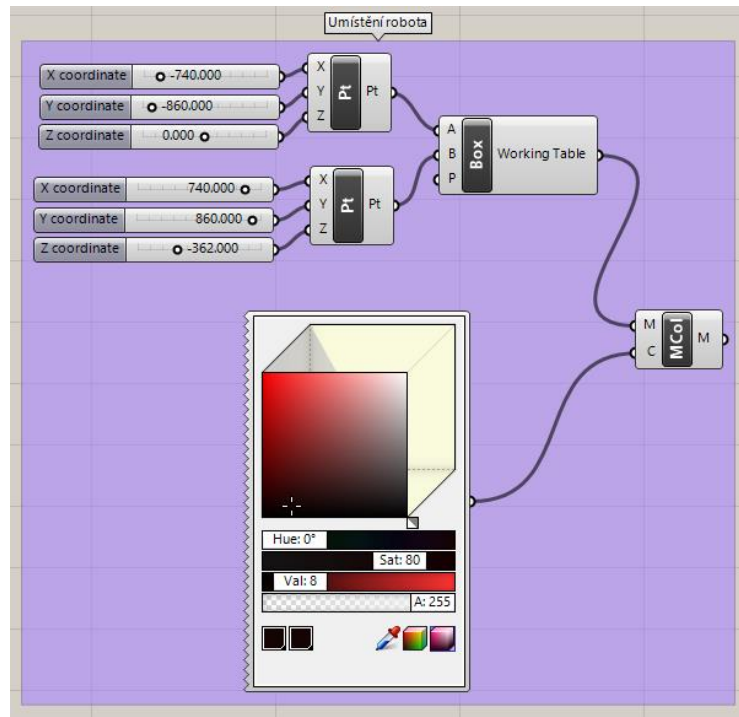 Umístění robota
X coordinate -740.000
Y coordinate -860.000
Z coordinate 0.000
X
Y
Z
Pt
Pt
X coordinate 740.000
Y coordinate 860.000
Z coordinate -362.000
X
Y
Z
Pt
Pt
A
B
P
Box
Working Table
M
C
MCol
M
Hue: 0°
Sat: 80
Val: 8
A: 255